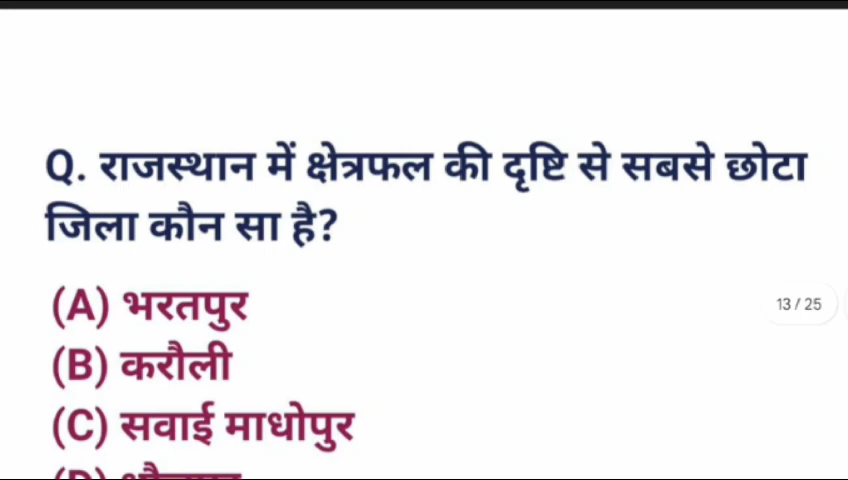 Q. राजस्थान में क्षेत्रफल की दृष्टि से सबसे छोटा
जिला कौन सा है?
(A) भरतपुर
13 / 25
(B) करौली
(C) सवाई माधोपुर